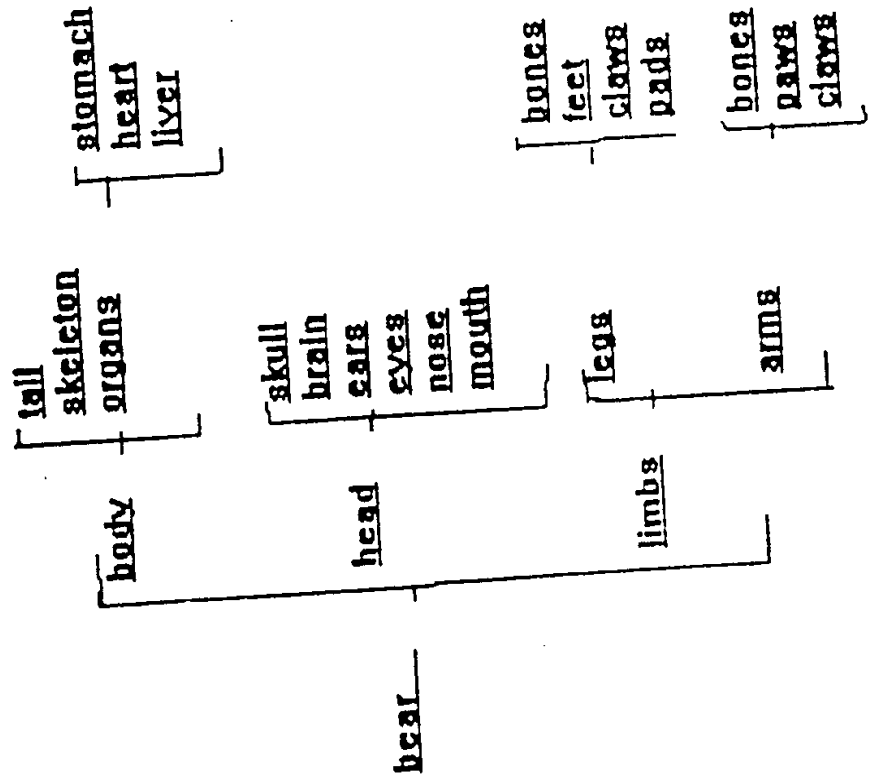 bear
body
tail
skeleton
organs
stomach
heart
liver
head
skull
brain
ears
eyes
nose
mouth
limbs
legs
bones
feet
claws
pads
arms
bones
paws
claws